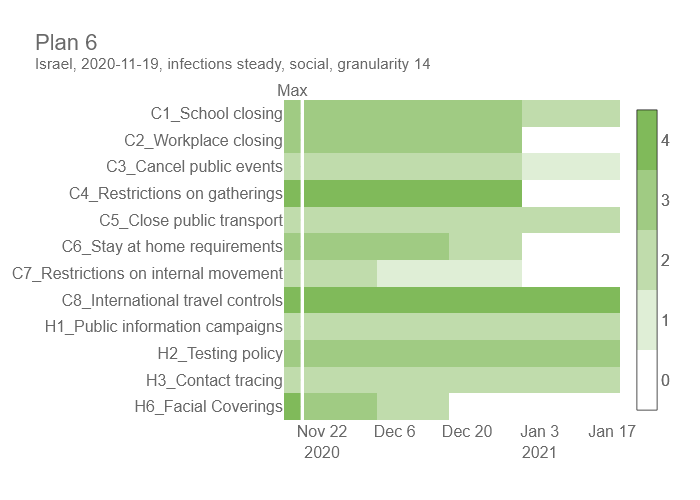 Plan 6
Israel, 2020-11-19, infections steady, social, granularity 14
Max
C1_School closing
C2_Workplace closing
C3_Cancel public events
C4_Restrictions on gatherings
C5_Close public transport
C6_Stay at home requirements
C7_Restrictions on internal movement
C8_International travel controls
H1_Public information campaigns
H2_Testing policy
H3_Contact tracing
H6_Facial Coverings
Nov 22 Dec 6 Dec 20 Jan 3 Jan 17
2020 2021
4
3
2
1
0